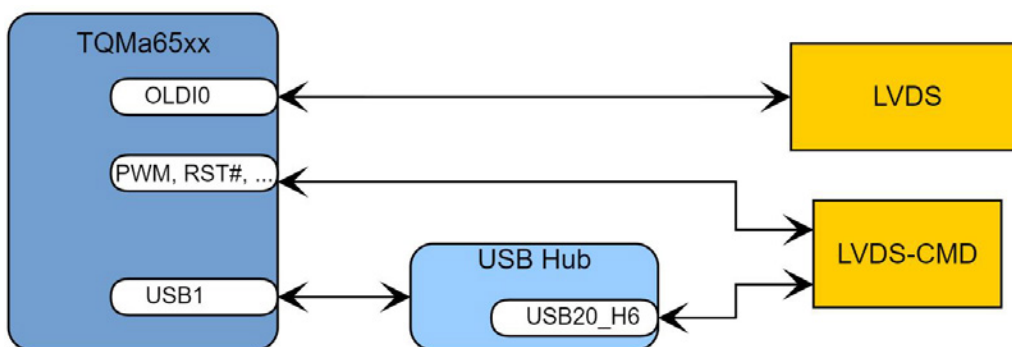 TQMa65xx
OLDI0
LVDS
PWM, RST#, ...
LVDS-CMD
USB Hub
USB1
USB20_H6